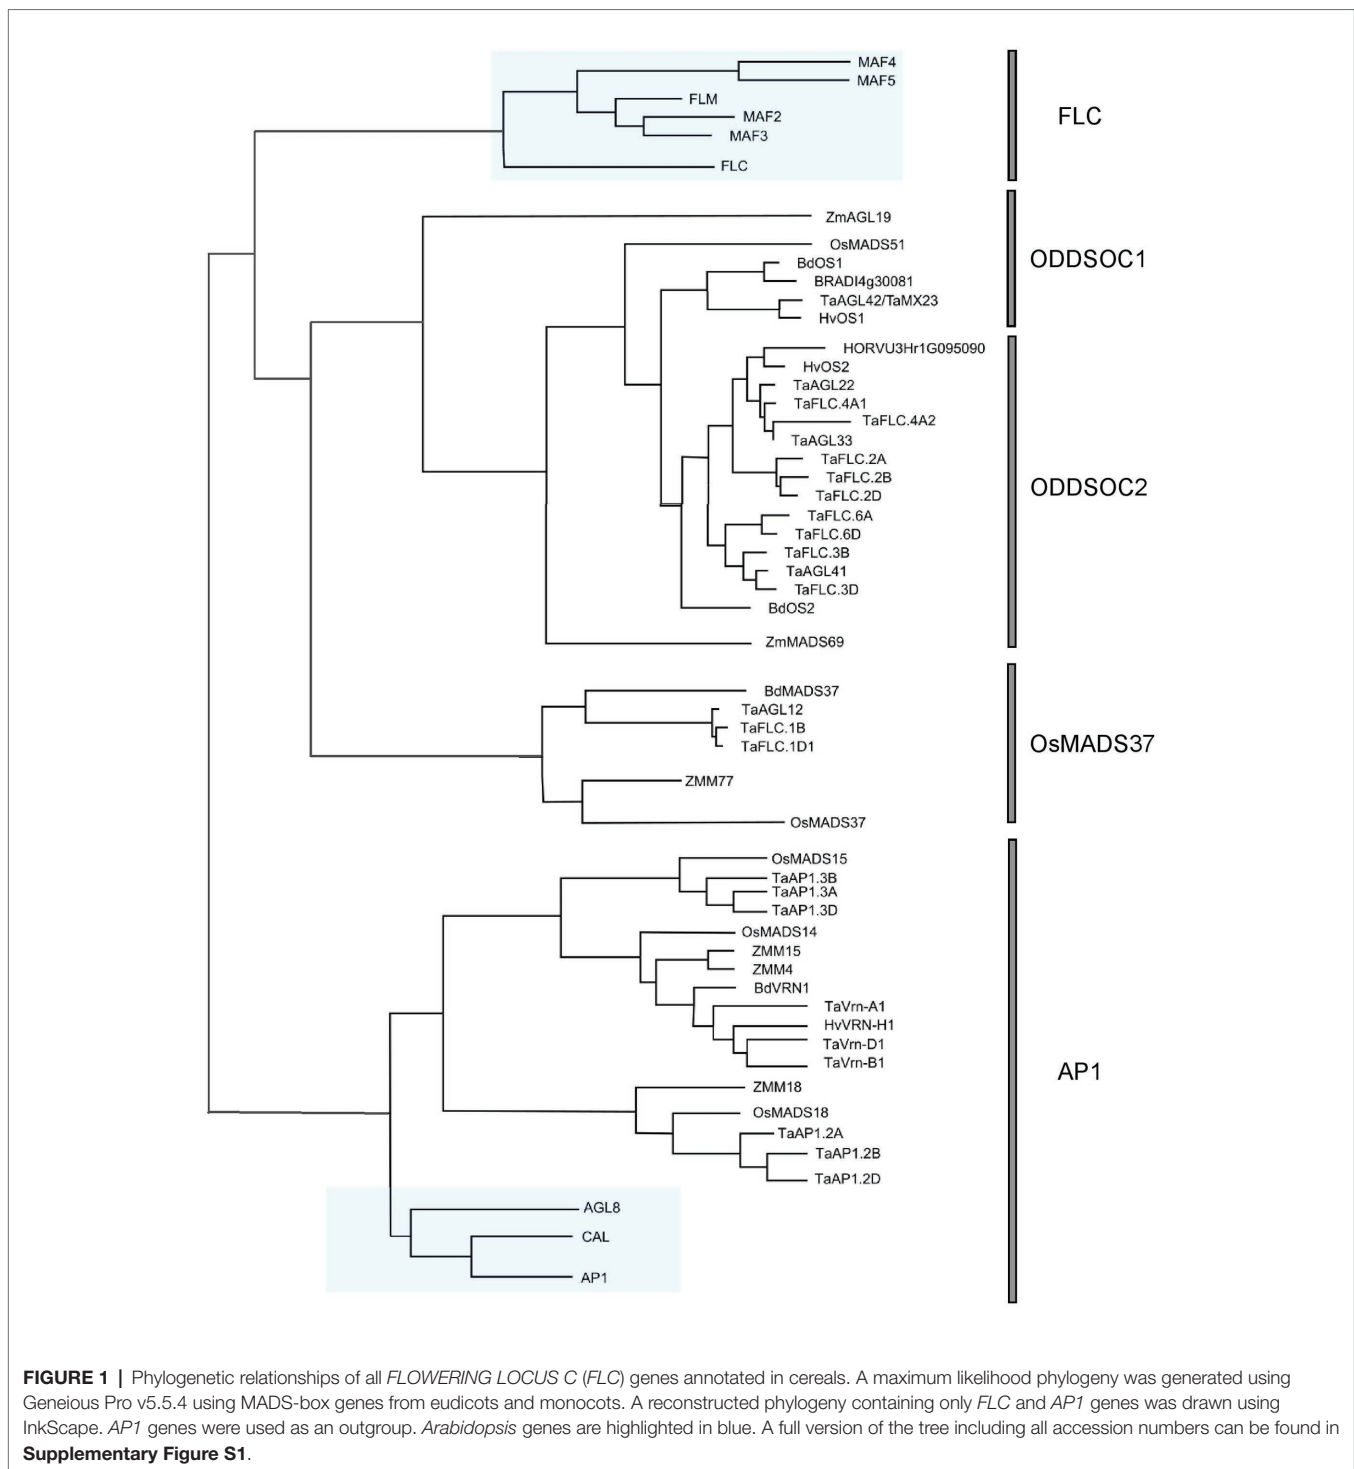 MAF4
MAF5
FLM
MAF2
MAF3
FLC
FLC
ZmAGL19
OsMADS51
BdOS1
BRADI4g30081
TaAGL42/TaMX23
HvOS1
ODDSOC1
HORVU3Hr1G095090
HvOS2
TaAGL22
TaFLC.4A1
TaFLC.4A2
TaAGL33
TaFLC.2A
TaFLC.2B
TaFLC.2D
TaFLC.6A
TaFLC.6D
TaFLC.3B
TaAGL41
TaFLC.3D
BdOS2
ZmMADS69
ODDSOC2
BdMADS37
TaAGL12
TaFLC.1B
TaFLC.1D1
ZMM77
OsMADS37
OsMADS37
OsMADS15
TaAP1.3B
TaAP1.3A
TaAP1.3D
OsMADS14
ZMM15
ZMM4
BdVRN1
TaVrn-A1
HvVRN-H1
TaVrn-D1
TaVrn-B1
ZMM18
OsMADS18
TaAP1.2A
TaAP1.2B
TaAP1.2D
AGL8
CAL
AP1
AP1
FIGURE 1 | Phylogenetic relationships of all FLOWERING LOCUS C (FLC) genes annotated in cereals. A maximum likelihood phylogeny was generated using
Geneious Pro v5.5.4 using MADS-box genes from eudicots and monocots. A reconstructed phylogeny containing only FLC and AP1 genes was drawn using
InkScape. AP1 genes were used as an outgroup. Arabidopsis genes are highlighted in blue. A full version of the tree including all accession numbers can be found in
Supplementary Figure S1.